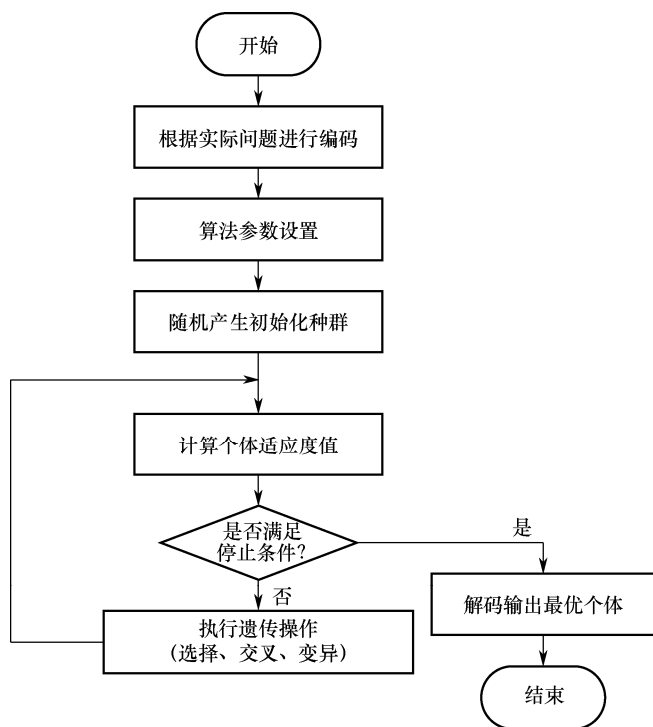 开始
根据实际问题进行编码
算法参数设置
随机产生初始化种群
计算个体适应度值
是否满足
停止条件?
是
否
解码输出最优个体
执行遗传操作
(选择、交叉、变异)
结束